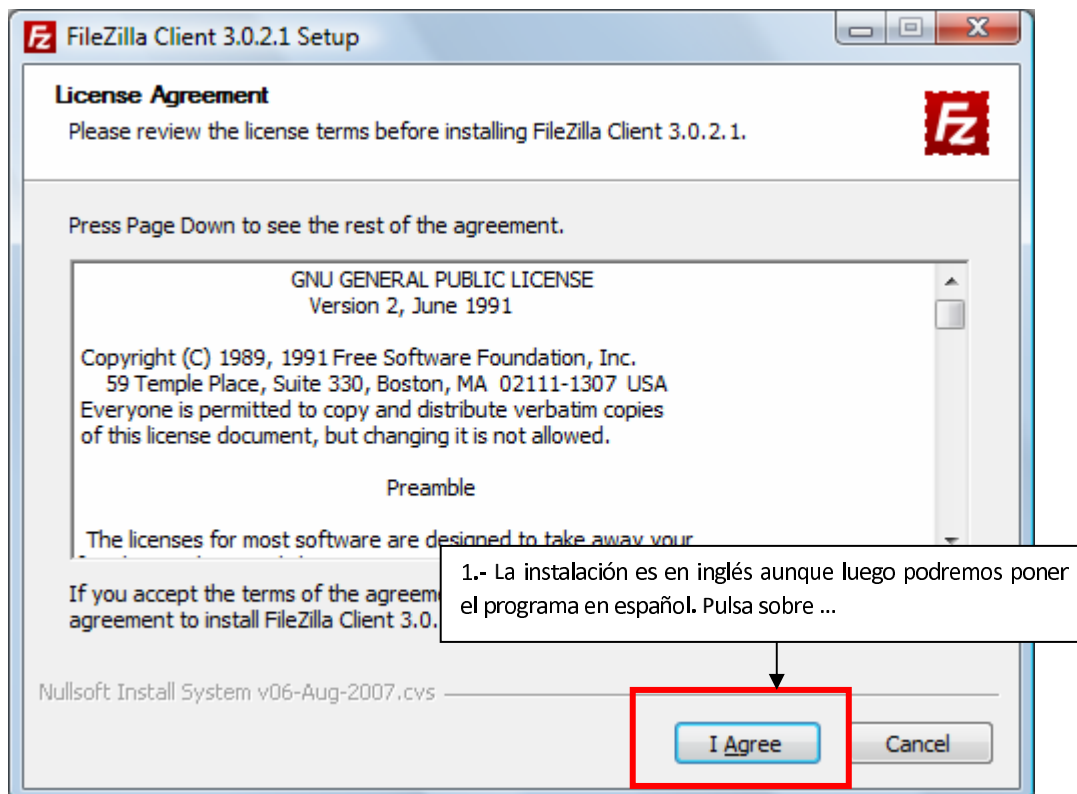 Fz FileZilla Client 3.0.2.1 Setup
License Agreement
Please review the license terms before installing FileZilla Client 3.0.2.1.
Fz
Press Page Down to see the rest of the agreement.
GNU GENERAL PUBLIC LICENSE
Version 2, June 1991
Copyright (C) 1989, 1991 Free Software Foundation, Inc.
59 Temple Place, Suite 330, Boston, MA 02111-1307 USA
Everyone is permitted to copy and distribute verbatim copies
of this license document, but changing it is not allowed.
Preamble
The licenses for most software are designed to take away your
If you accept the terms of the agreeme
agreement to install FileZilla Client 3.0.
1.- La instalación es en inglés aunque luego podremos poner
el programa en español. Pulsa sobre ...
Nullsoft Install System v06-Aug-2007.cvs
I Agree
Cancel